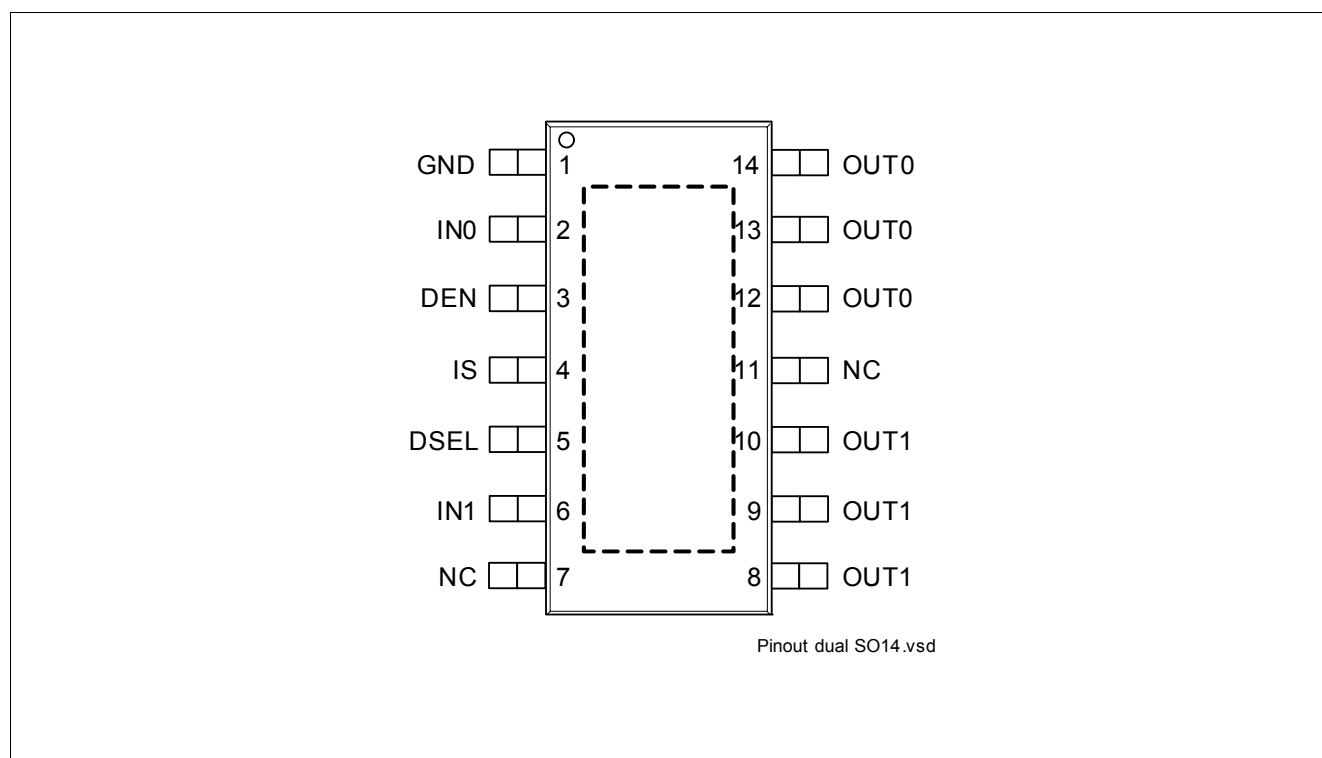 GND 1 14 OUT0
IN0 2 13 OUT0
DEN 3 12 OUT0
IS 4 11 NC
DSEL 5 10 OUT1
IN1 6 9 OUT1
NC 7 8 OUT1
Pinout dual SO14.vsd